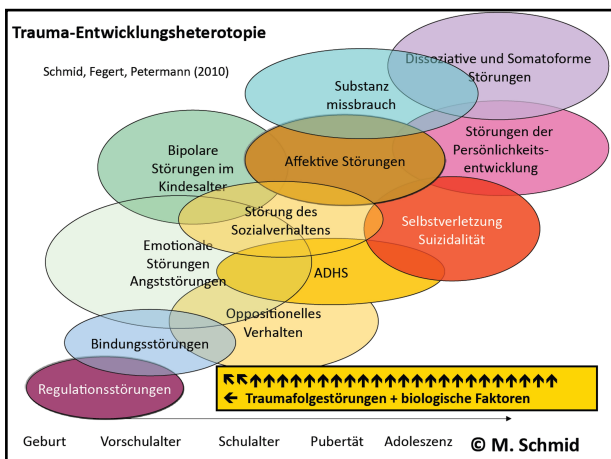 Trauma-Entwicklungsheterotopie
Schmid, Fegert, Petermann (2010)
Dissoziative und Somatoforme
Störungen
Substanz
missbrauch
Störungen der
Persönlichkeits-
entwicklung
Bipolare
Störungen im
Kindesalter
Affektive Störungen
Störung des
Sozialverhaltens
Selbstverletzung
Suizidalität
Emotionale
Störungen
Angststörungen
ADHS
Oppositionelles
Verhalten
Bindungsstörungen
Regulationsstörungen
Traumafolgestörungen + biologische Faktoren
Geburt Vorschulalter Schulalter Pubertät Adoleszenz © M. Schmid